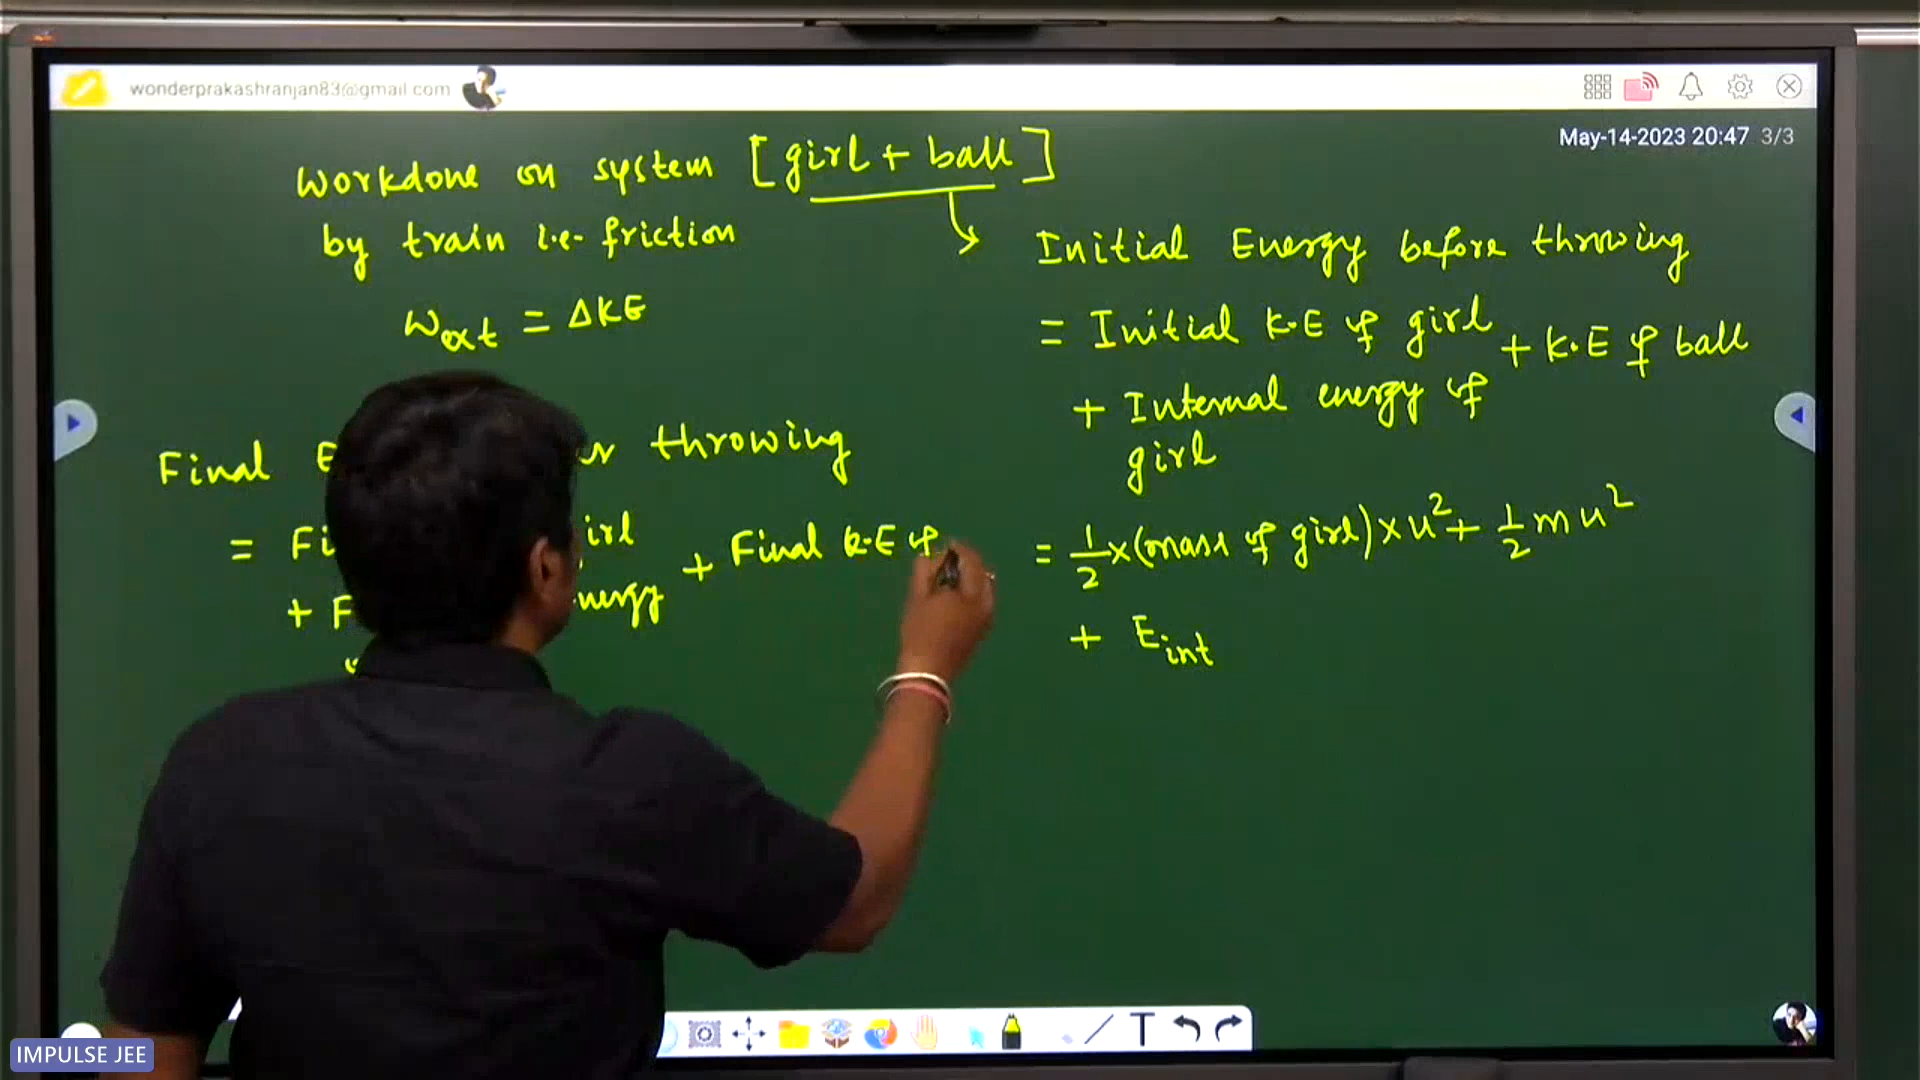 wonderprakashranjan83@gmail.com
May-14-2023 20:47 3/3
Workdone on system [girl + ball]
by train i.e. friction
Wext = ΔKE
Initial Energy before throwing
= Initial K.E of girl + K.E of ball
+ Internal energy of
girl
= 1/2 x (mass of girl) x u² + 1/2 m u²
+ Eint
Final throwing
= + Final K.E of
+
T
IMPULSE JEE